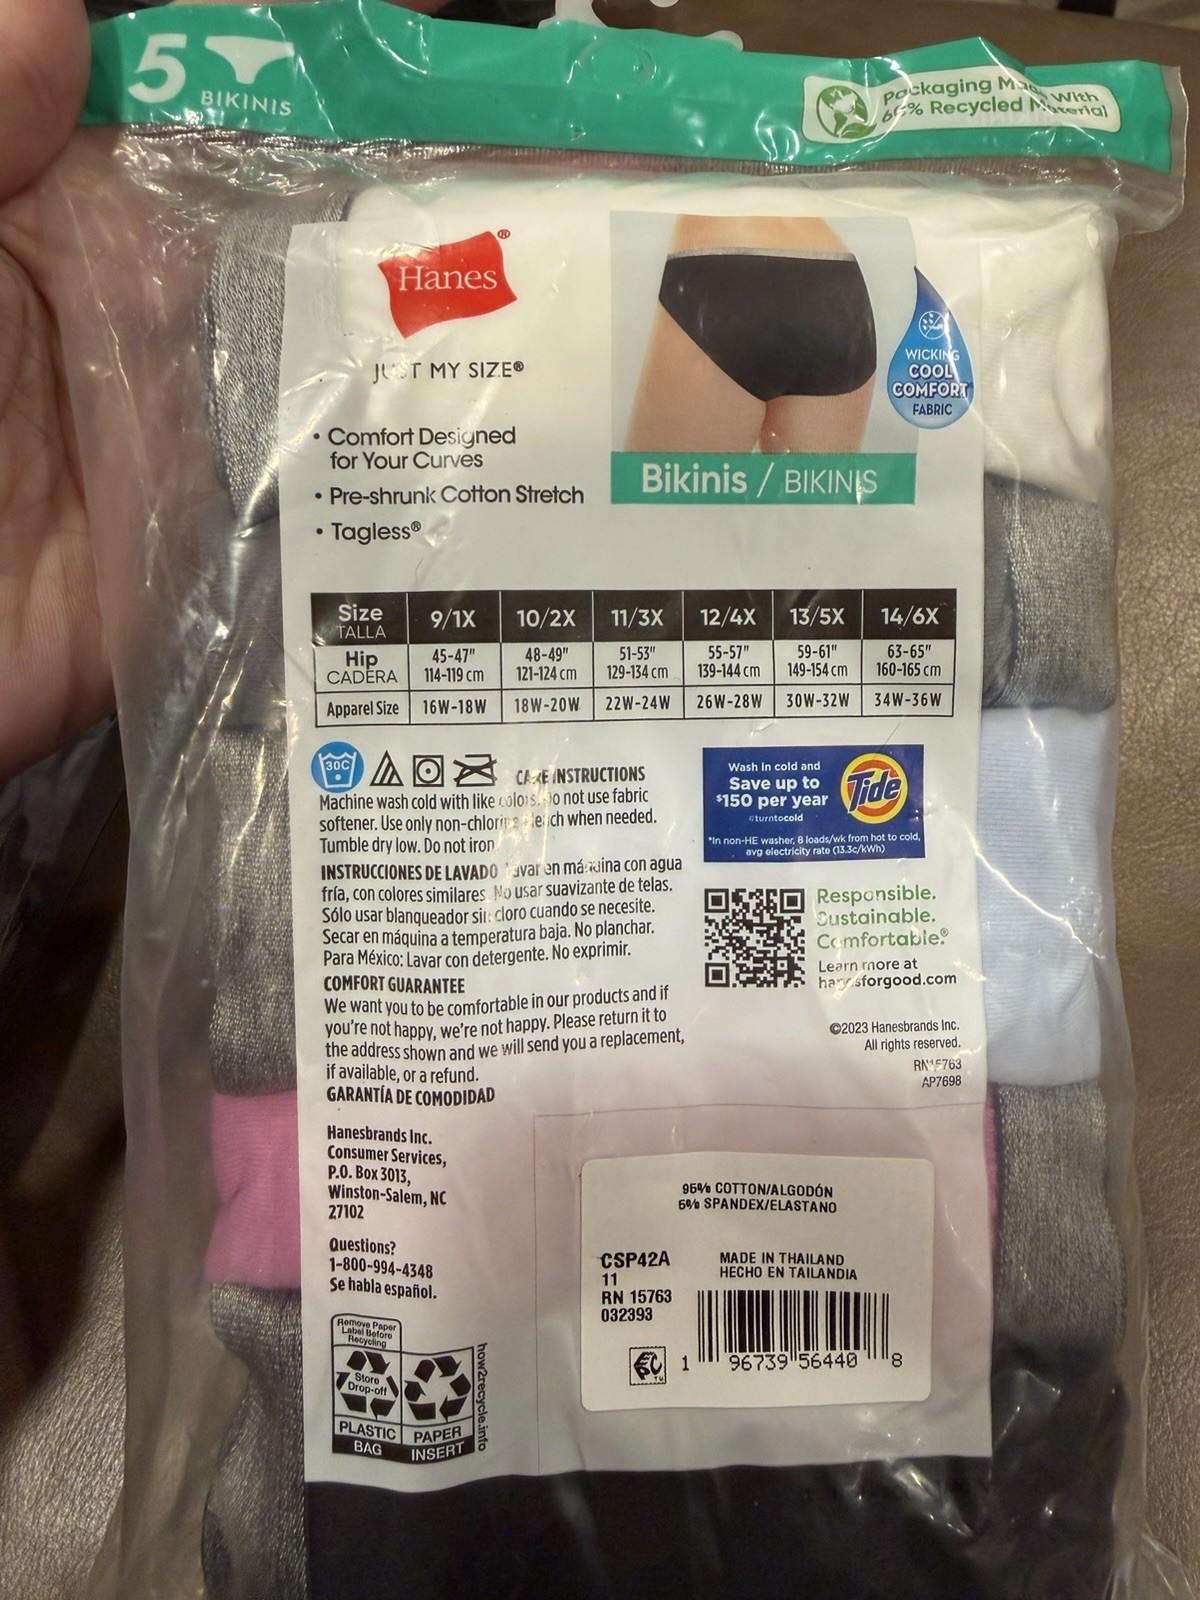 5
BIKINIS
Packaging Made With
Recycled Material
Hanes®
JUST MY SIZE®
• Comfort Designed
for Your Curves
• Pre-shrunk Cotton Stretch
• Tagless®
WICKING
COOL
COMFORT
FABRIC
Bikinis / BIKINIS
Size 9/1X 10/2X 11/3X 12/4X 13/5X 14/6X
TALLA
Hip 45-47" 48-49" 51-53" 55-57" 59-61" 63-65"
CADERA 114-119 cm 121-124 cm 129-134 cm 139-144 cm 149-154 cm 160-165 cm
Apparel Size 16W-18W 18W-20W 22W-24W 26W-28W 30W-32W 34W-36W
30C
CARE INSTRUCTIONS
Machine wash cold with like colors. Do not use fabric
softener. Use only non-chlorine bleach when needed.
Tumble dry low. Do not iron
INSTRUCCIONES DE LAVADO Lavar en máquina con agua
fría, con colores similares. No usar suavizante de telas.
Sólo usar blanqueador sin cloro cuando se necesite.
Secar en máquina a temperatura baja. No planchar.
Para México: Lavar con detergente. No exprimir.
COMFORT GUARANTEE
We want you to be comfortable in our products and if
you're not happy, we're not happy. Please return it to
the address shown and we will send you a replacement,
if available, or a refund.
GARANTÍA DE COMODIDAD
Hanesbrands Inc.
Consumer Services,
P.O. Box 3013,
Winston-Salem, NC
27102
Questions?
1-800-994-4348
Se habla español.
Remove Paper
Label Before
Recycling
Store
Drop-off
PLASTIC
BAG
PAPER
INSERT
how2recycle.info
Wash in cold and
Save up to
$150 per year
#turntocold
Tide
*In non-HE washer, 8 loads/wk from hot to cold,
avg electricity rate (13.3c/kWh)
Responsible.
Sustainable.
Comfortable.®
Learn more at
hanesforgood.com
©2023 Hanesbrands Inc.
All rights reserved.
RN15763
AP7698
95% COTTON/ALGODÓN
5% SPANDEX/ELASTANO
CSP42A
11
RN 15763
032393
MADE IN THAILAND
HECHO EN TAILANDIA
EPC TM
1 96739 56440 8